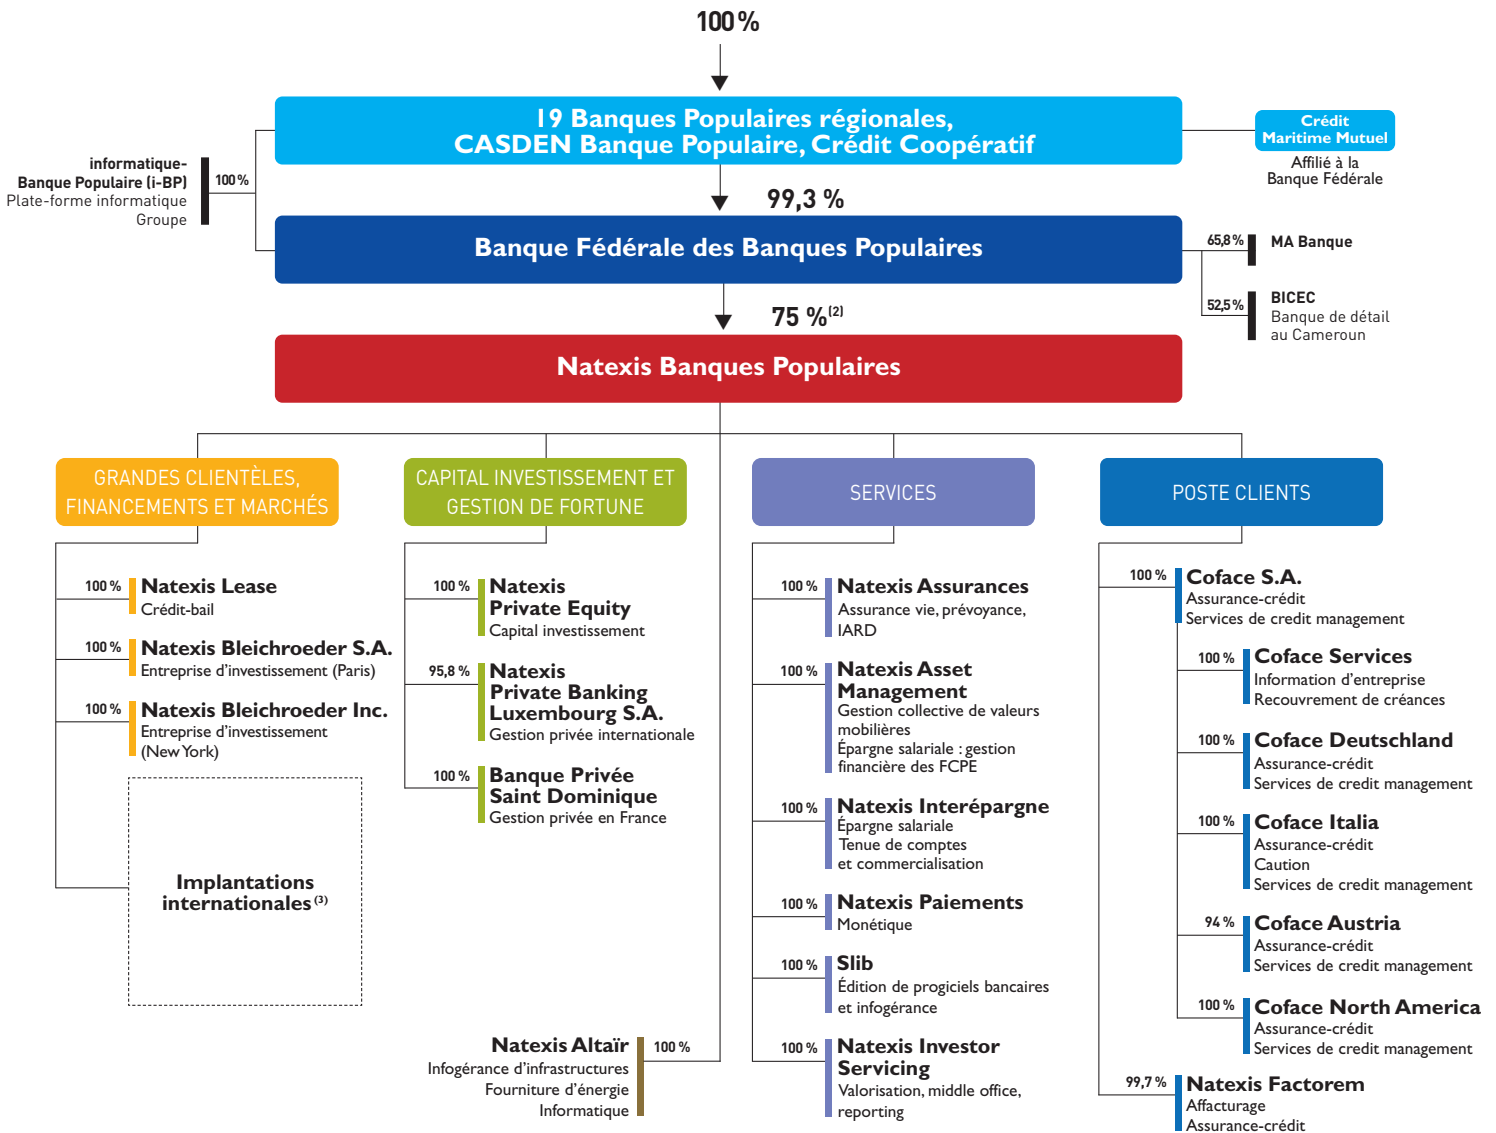 100 %
19 Banques Populaires régionales,
CASDEN Banque Populaire, Crédit Coopératif
Crédit
Maritime Mutuel
Affilié à la
Banque Fédérale
informatique-
Banque Populaire (i-BP)
Plate-forme informatique
Groupe
100 %
99,3 %
Banque Fédérale des Banques Populaires
65,8 %
MA Banque
52,5 %
BICEC
Banque de détail
au Cameroun
75 % (2)
Natexis Banques Populaires
GRANDES CLIENTÈLES,
FINANCEMENTS ET MARCHÉS
100 %
Natexis Lease
Crédit-bail
100 %
Natexis Bleichroeder S.A.
Entreprise d'investissement (Paris)
100 %
Natexis Bleichroeder Inc.
Entreprise d'investissement
(New York)
Implantations
internationales (3)
CAPITAL INVESTISSEMENT ET
GESTION DE FORTUNE
100 %
Natexis
Private Equity
Capital investissement
95,8 %
Natexis
Private Banking
Luxembourg S.A.
Gestion privée internationale
100 %
Banque Privée
Saint Dominique
Gestion privée en France
Natexis Altaïr
Infogérance d'infrastructures
Fourniture d'énergie
Informatique
100 %
SERVICES
100 %
Natexis Assurances
Assurance vie, prévoyance,
IARD
100 %
Natexis Asset
Management
Gestion collective de valeurs
mobilières
Épargne salariale : gestion
financière des FCPE
100 %
Natexis Interépargne
Épargne salariale
Tenue de comptes
et commercialisation
100 %
Natexis Paiements
Monétique
100 %
Slib
Édition de progiciels bancaires
et infogérance
100 %
Natexis Investor
Servicing
Valorisation, middle office,
reporting
POSTE CLIENTS
100 %
Coface S.A.
Assurance-crédit
Services de credit management
100 %
Coface Services
Information d'entreprise
Recouvrement de créances
100 %
Coface Deutschland
Assurance-crédit
Services de credit management
100 %
Coface Italia
Assurance-crédit
Caution
Services de credit management
94 %
Coface Austria
Assurance-crédit
Services de credit management
100 %
Coface North America
Assurance-crédit
Services de credit management
99,7 %
Natexis Factorem
Affacturage
Assurance-crédit